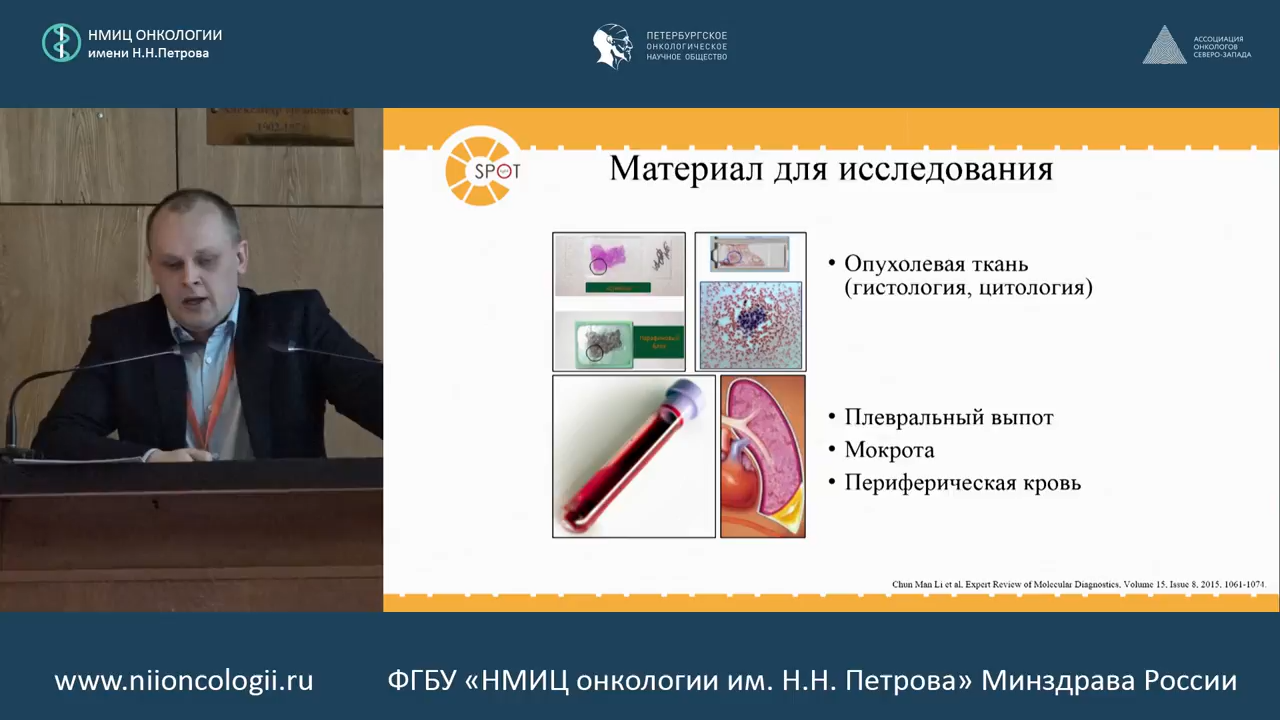 НМИЦ ОНКОЛОГИИ
имени Н.Н.Петрова
ПЕТЕРБУРГСКОЕ
ОНКОЛОГИЧЕСКОЕ
НАУЧНОЕ ОБЩЕСТВО
АССОЦИАЦИЯ
ОНКОЛОГОВ
СЕВЕРО-ЗАПАДА
SPOT
Материал для исследования
Парафиновый
блок
• Опухолевая ткань
(гистология, цитология)
• Плевральный выпот
• Мокрота
• Периферическая кровь
Chun Man Li et al, Expert Review of Molecular Diagnostics, Volume 15, Issue 8, 2015, 1061-1074.
www.niioncologii.ru
ФГБУ «НМИЦ онкологии им. Н.Н. Петрова» Минздрава России